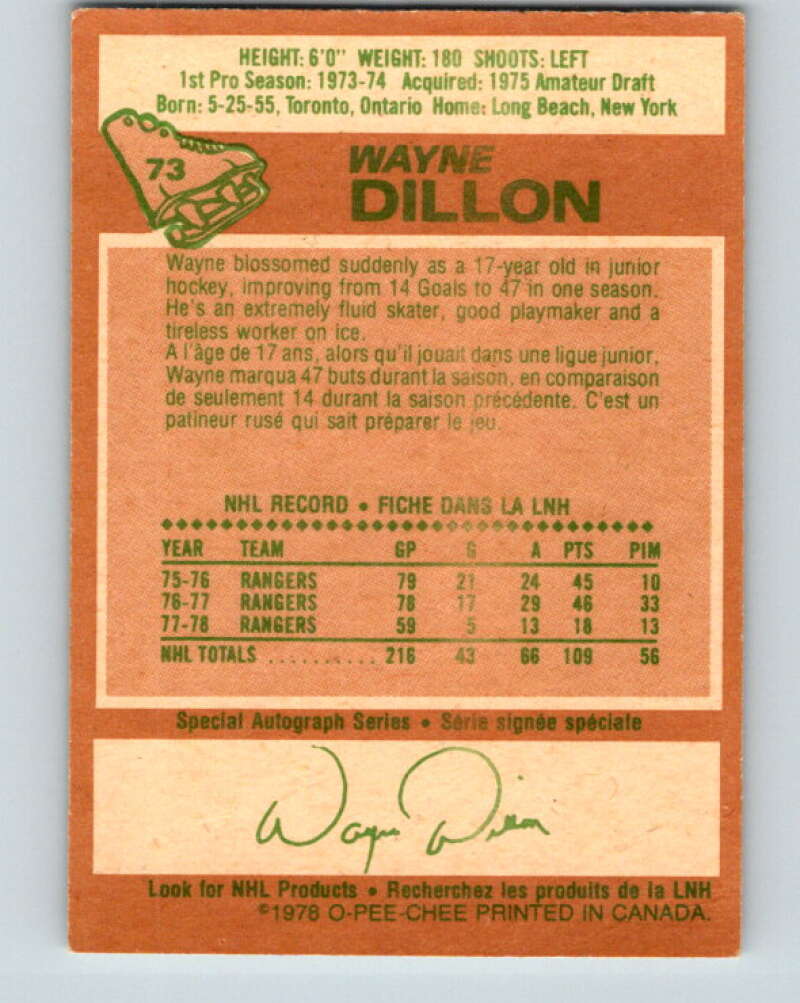 HEIGHT: 6'0" WEIGHT: 180 SHOOTS: LEFT
1st Pro Season: 1973-74 Acquired: 1975 Amateur Draft
Born: 5-25-55, Toronto, Ontario Home: Long Beach, New York
73
WAYNE
DILLON
Wayne blossomed suddenly as a 17-year old in junior
hockey, improving from 14 Goals to 47 in one season.
He's an extremely fluid skater, good playmaker and a
tireless worker on ice.
A l'âge de 17 ans, alors qu'il jouait dans une ligue junior,
Wayne marqua 47 buts durant la saison, en comparaison
de seulement 14 durant la saison précédente. C'est un
patineur rusé qui sait préparer le jeu.
NHL RECORD • FICHE DANS LA LNH
YEAR TEAM GP G A PTS PIM
75-76 RANGERS 79 21 24 45 10
76-77 RANGERS 78 17 29 46 33
77-78 RANGERS 59 5 13 18 13
NHL TOTALS ........... 216 43 66 109 56
Special Autograph Series • Série signée spéciale
Wayne Dillon
Look for NHL Products • Recherchez les produits de la LNH
©1978 O-PEE-CHEE PRINTED IN CANADA.